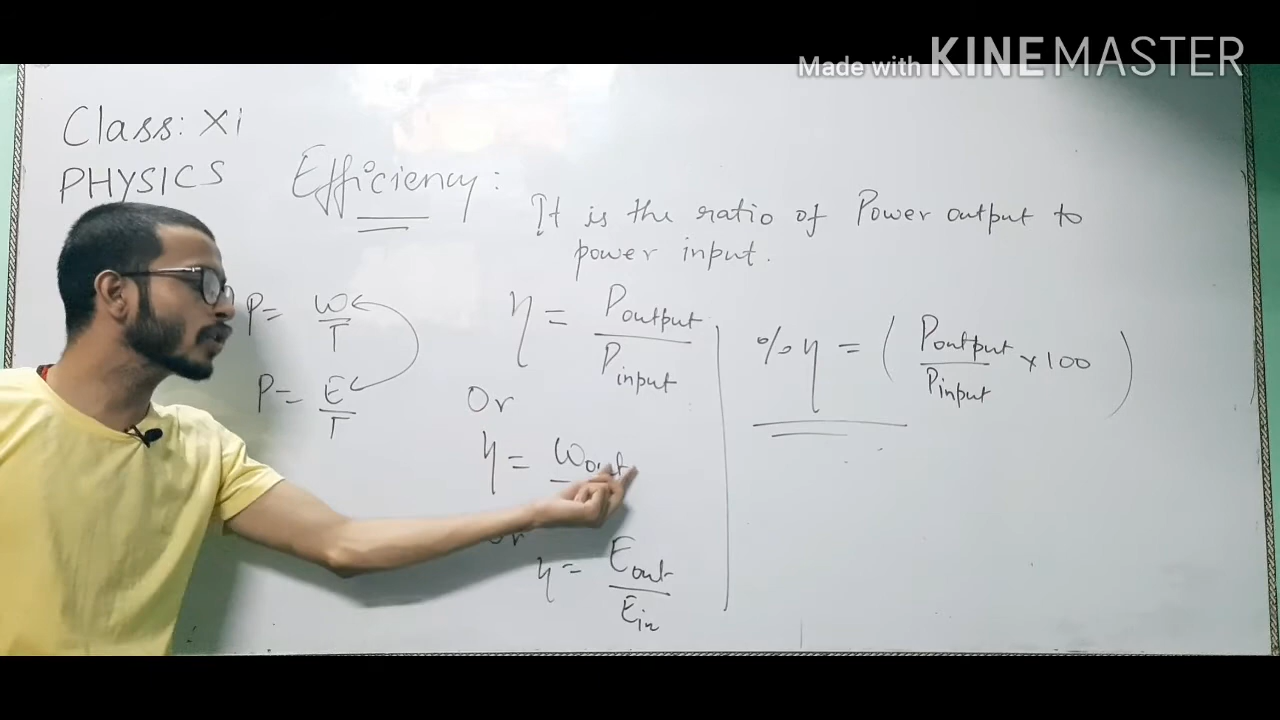 Made with KINEMASTER
Class: XI
PHYSICS
Efficiency:
It is the ratio of Power output to
power input.
P = W/T
P = E/T
η = Poutput/Pinput
Or
η = Wout
or
η = Eout/Ein
% η = ( Poutput/Pinput × 100 )